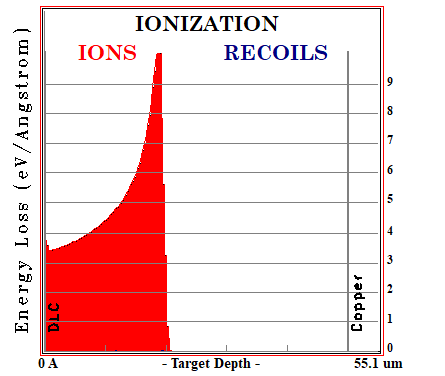 IONIZATION
IONS RECOILS
Energy Loss (eV/Angstrom)
9
8
7
6
5
4
3
2
1
0
DLC
Copper
0 A - Target Depth - 55.1 um